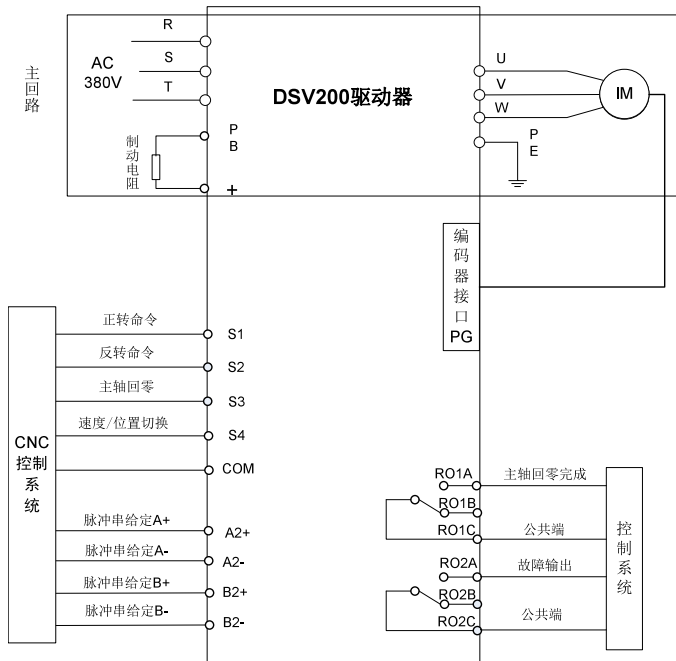 主回路
AC
380V
R
S
T
制动电阻
P
B
+
DSV200驱动器
U
V
W
P
E
IM
编码器接口
PG
CNC
控制系统
正转命令
S1
反转命令
S2
主轴回零
S3
速度/位置切换
S4
COM
脉冲串给定A+
A2+
脉冲串给定A-
A2-
脉冲串给定B+
B2+
脉冲串给定B-
B2-
RO1A
主轴回零完成
RO1B
RO1C
公共端
RO2A
故障输出
RO2B
RO2C
公共端
控制系统